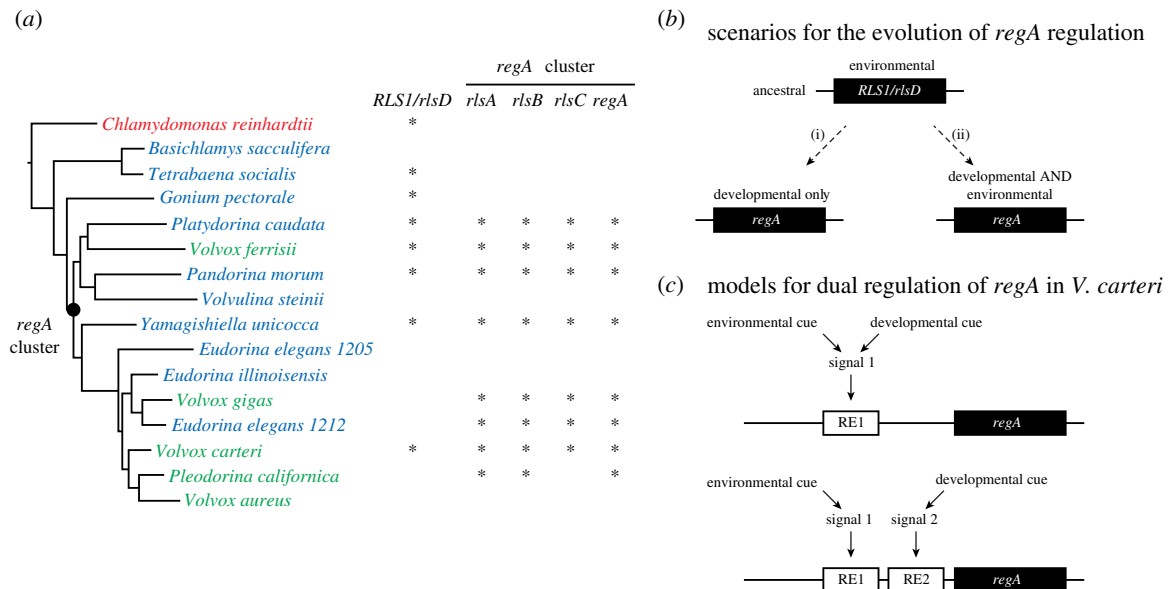 (a)
regA cluster
RLS1/rlsD rlsA rlsB rlsC regA
Chlamydomonas reinhardtii *
Basichlamys sacculifera
Tetrabaena socialis *
Gonium pectorale *
Platydorina caudata * * * * *
Volvox ferrisii * * * * *
Pandorina morum * * * * *
Volvulina steinii
Yamagishiella unicocca * * * * *
regA
cluster
Eudorina elegans 1205
Eudorina illinoisensis
Volvox gigas * * * *
Eudorina elegans 1212 * * * *
Volvox carteri * * * * *
Pleodorina californica * * *
Volvox aureus
(b) scenarios for the evolution of regA regulation
environmental
ancestral RLS1/rlsD
(i) (ii)
developmental only
regA
developmental AND
environmental
regA
(c) models for dual regulation of regA in V. carteri
environmental cue developmental cue
signal 1
RE1 regA
environmental cue developmental cue
signal 1 signal 2
RE1 RE2 regA